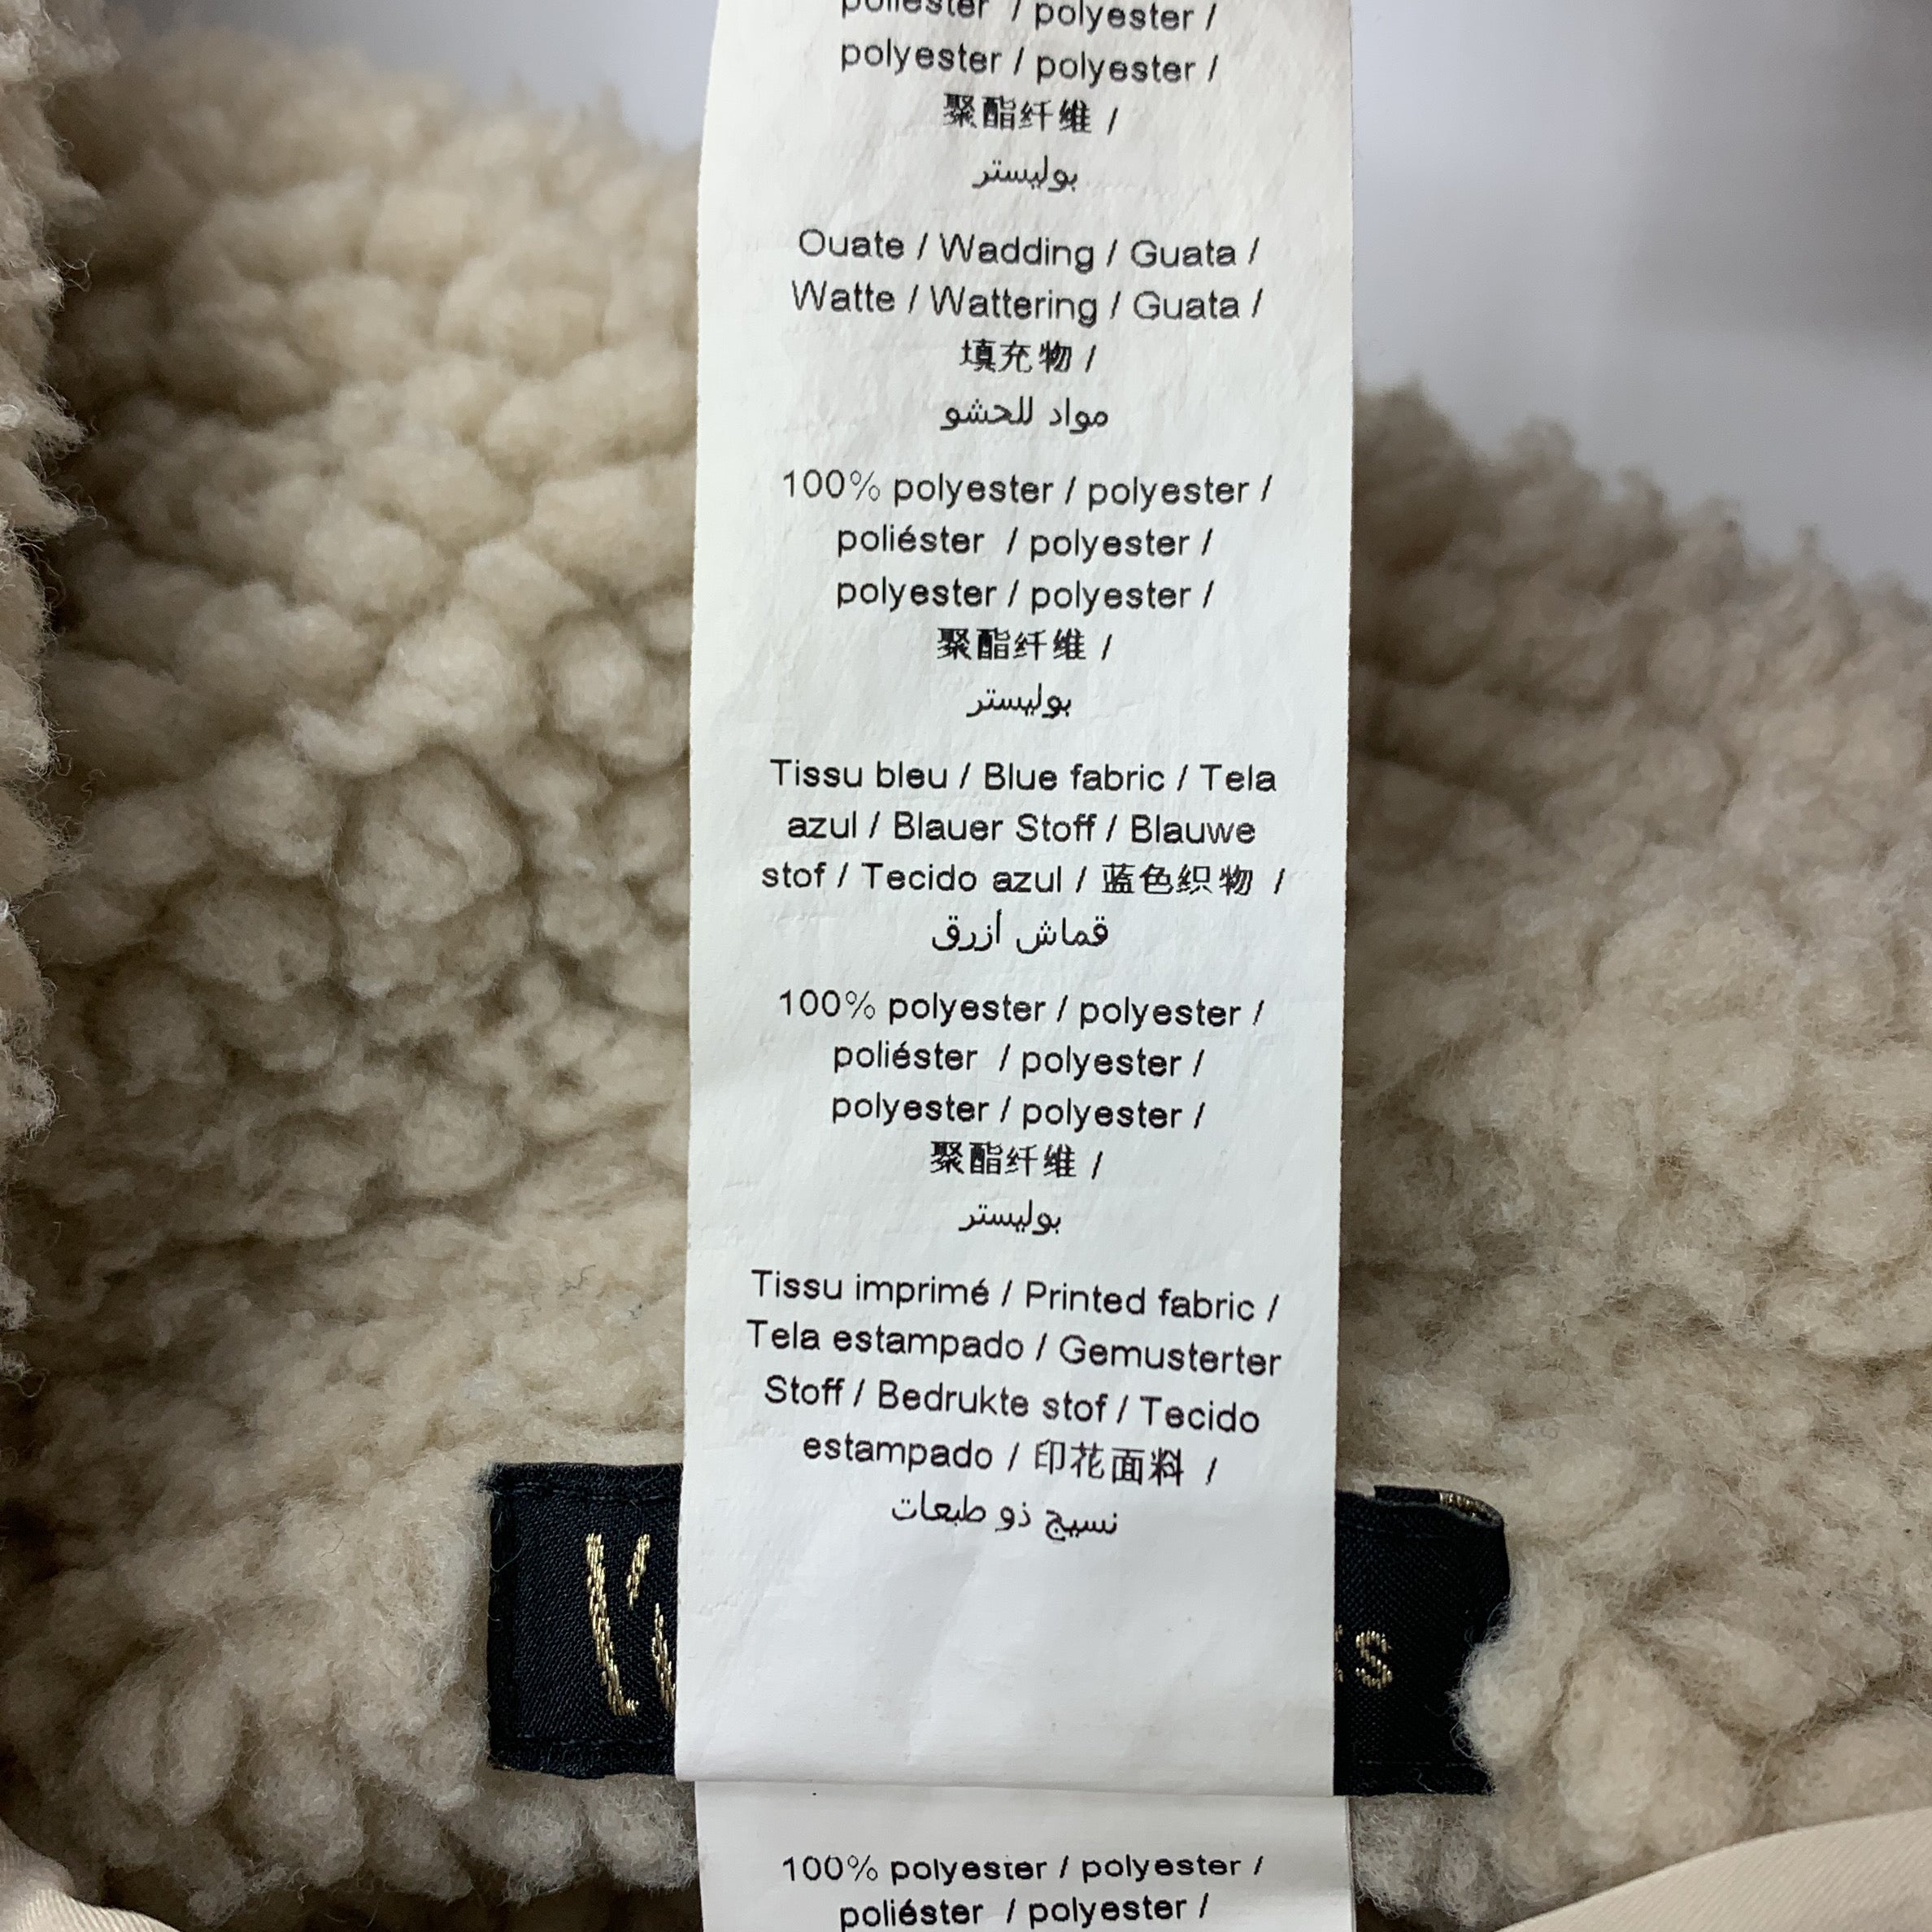 poliéster / polyester /
polyester / polyester /
聚酯纤维 /
بوليستر
Ouate / Wadding / Guata /
Watte / Wattering / Guata /
填充物 /
مواد للحشو
100% polyester / polyester /
poliéster / polyester /
polyester / polyester /
聚酯纤维 /
بوليستر
Tissu bleu / Blue fabric / Tela
azul / Blauer Stoff / Blauwe
stof / Tecido azul / 蓝色织物 /
قماش أزرق
100% polyester / polyester /
poliéster / polyester /
polyester / polyester /
聚酯纤维 /
بوليستر
Tissu imprimé / Printed fabric /
Tela estampado / Gemusterter
Stoff / Bedrukte stof / Tecido
estampado / 印花面料 /
نسيج ذو طبعات
100% polyester / polyester /
poliéster / polyester /